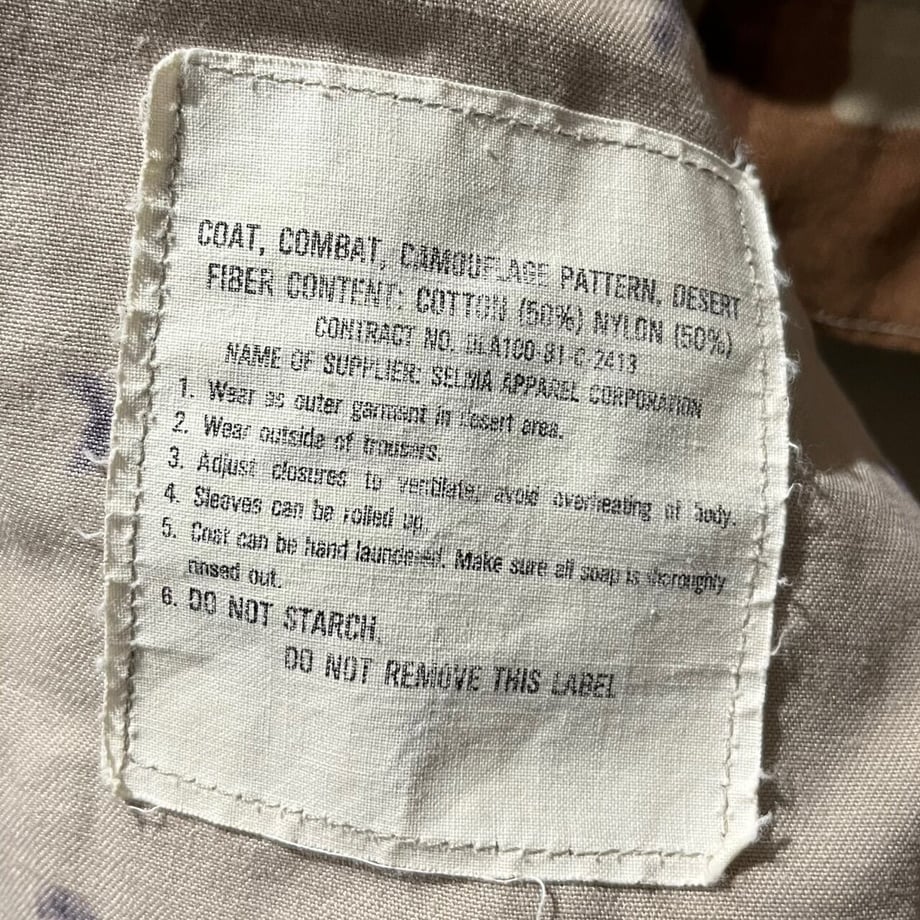 COAT, COMBAT, CAMOUFLAGE PATTERN, DESERT
FIBER CONTENT: COTTON (50%) NYLON (50%)
CONTRACT NO. DLA100-81-C-2413
NAME OF SUPPLIER: SELMA APPAREL CORPORATION
1. Wear as outer garment in desert area.
2. Wear outside of trousers.
3. Adjust closures to ventilate; avoid overheating of body.
4. Sleeves can be rolled up.
5. Coat can be hand laundered. Make sure all soap is thoroughly
rinsed out.
6. DO NOT STARCH.
DO NOT REMOVE THIS LABEL